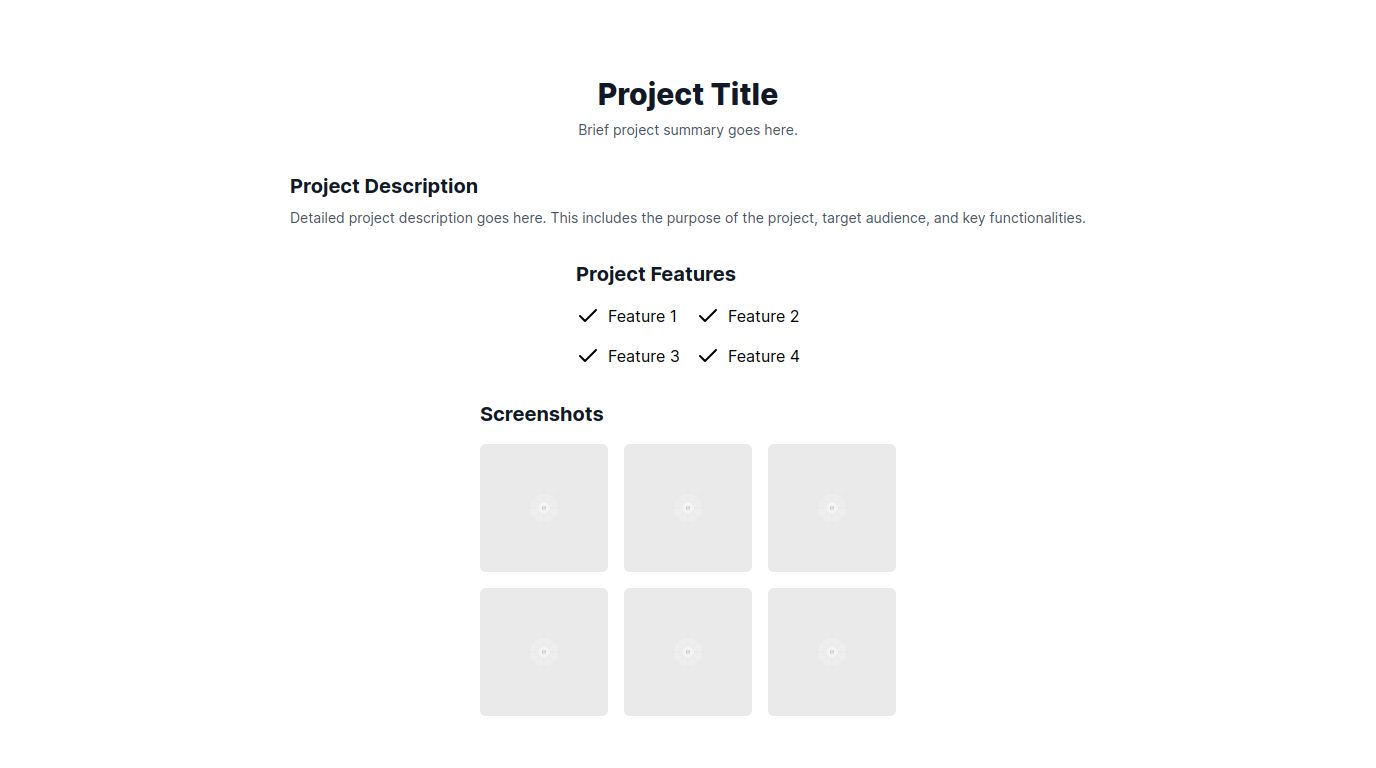 Project Title
Brief project summary goes here.
Project Description
Detailed project description goes here. This includes the purpose of the project, target audience, and key functionalities.
Project Features
Feature 1
Feature 2
Feature 3
Feature 4
Screenshots